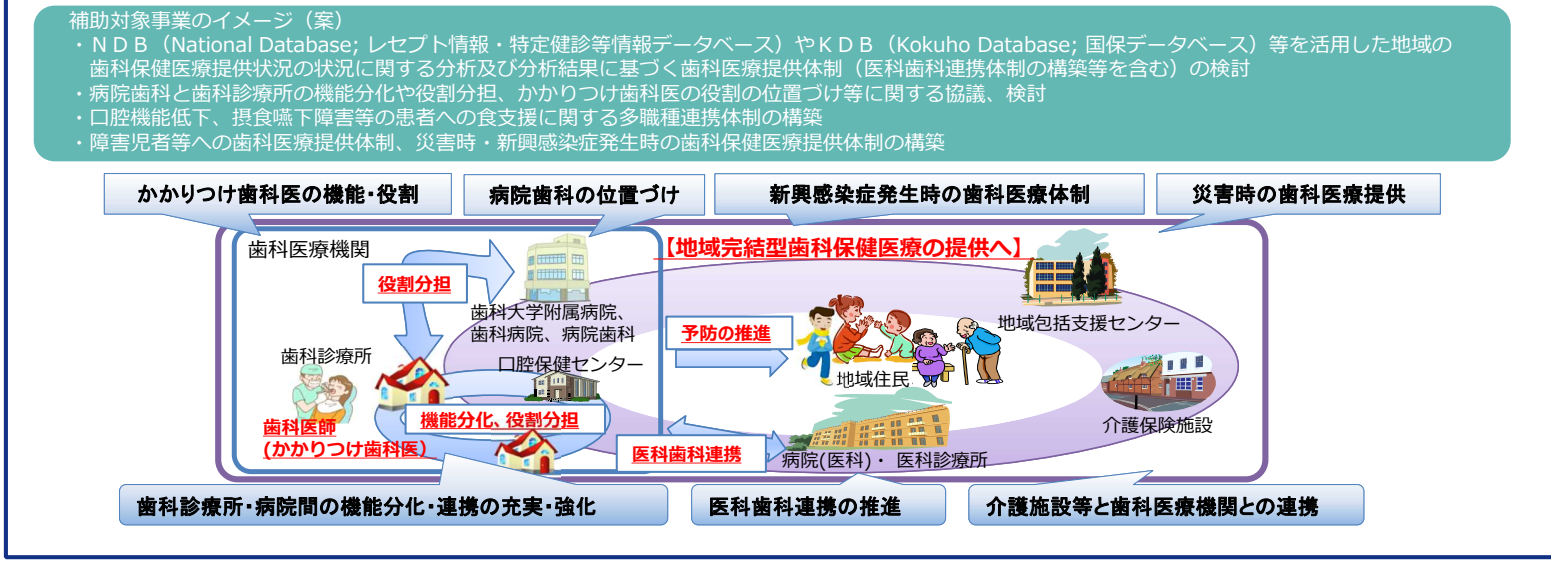 補助対象事業のイメージ（案）
・ＮＤＢ（National Database; レセプト情報・特定健診等情報データベース）やＫＤＢ（Kokuho Database; 国保データベース）等を活用した地域の
歯科保健医療提供状況の状況に関する分析及び分析結果に基づく歯科医療提供体制（医科歯科連携体制の構築等を含む）の検討
・病院歯科と歯科診療所の機能分化や役割分担、かかりつけ歯科医の役割の位置づけ等に関する協議、検討
・口腔機能低下、摂食嚥下障害等の患者への食支援に関する多職種連携体制の構築
・障害児者等への歯科医療提供体制、災害時・新興感染症発生時の歯科保健医療提供体制の構築
かかりつけ歯科医の機能・役割
病院歯科の位置づけ
新興感染症発生時の歯科医療体制
災害時の歯科医療提供
歯科医療機関
【地域完結型歯科保健医療の提供へ】
役割分担
歯科大学附属病院、
歯科病院、病院歯科
地域包括支援センター
予防の推進
歯科診療所
口腔保健センター
地域住民
機能分化、役割分担
歯科医師
(かかりつけ歯科医)
介護保険施設
医科歯科連携
病院(医科)・ 医科診療所
歯科診療所・病院間の機能分化・連携の充実・強化
医科歯科連携の推進
介護施設等と歯科医療機関との連携